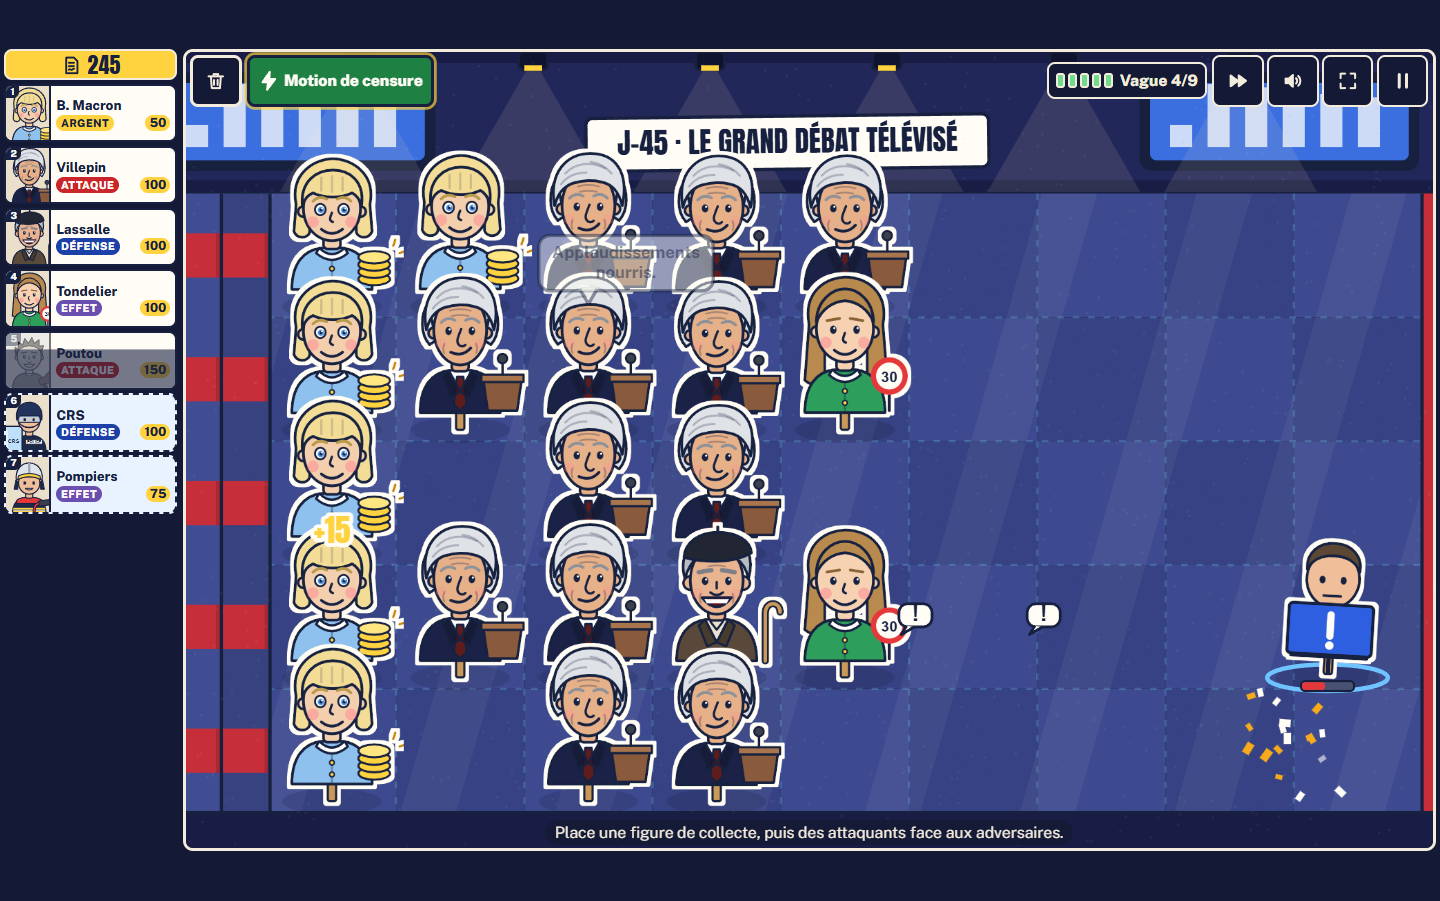 245
Motion de censure
Vague 4/9
J-45 · LE GRAND DÉBAT TÉLÉVISÉ
1
B. Macron
ARGENT 50
2
Villepin
ATTAQUE 100
3
Lassalle
DÉFENSE 100
4
Tondelier
EFFET 100
5
Poutou
ATTAQUE 150
6
CRS
DÉFENSE 100
7
Pompiers
EFFET 75
Applaudissements
nourris.
30
+15
30
!
!
!
Place une figure de collecte, puis des attaquants face aux adversaires.